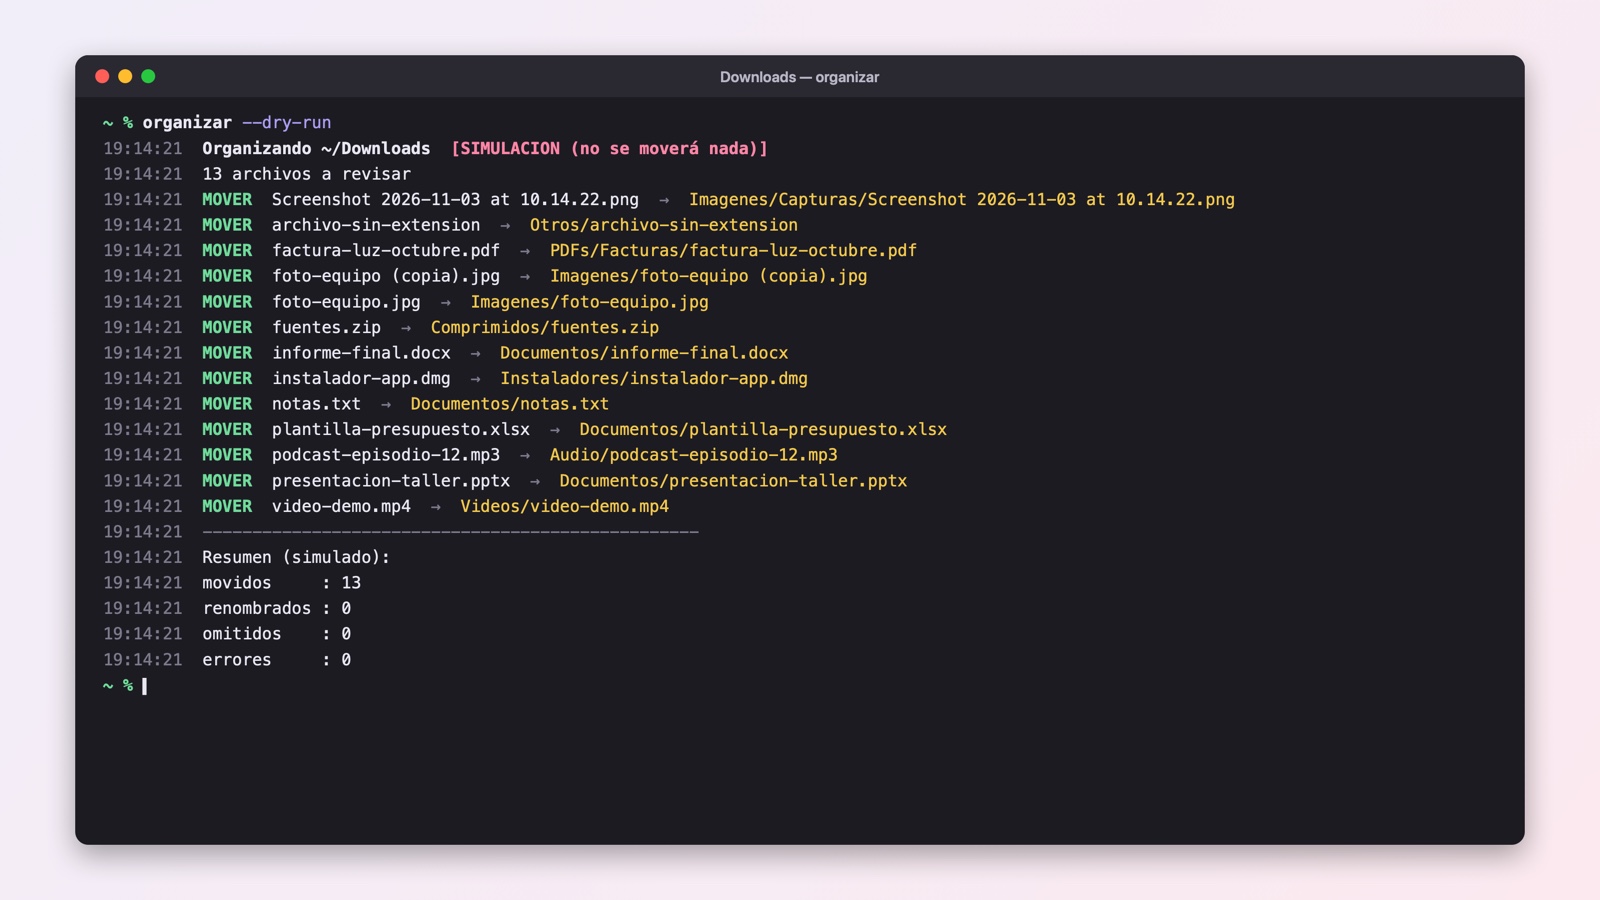 Downloads — organizar
~ % organizar --dry-run
19:14:21 Organizando ~/Downloads [SIMULACION (no se moverá nada)]
19:14:21 13 archivos a revisar
19:14:21 MOVER Screenshot 2026-11-03 at 10.14.22.png → Imagenes/Capturas/Screenshot 2026-11-03 at 10.14.22.png
19:14:21 MOVER archivo-sin-extension → Otros/archivo-sin-extension
19:14:21 MOVER factura-luz-octubre.pdf → PDFs/Facturas/factura-luz-octubre.pdf
19:14:21 MOVER foto-equipo (copia).jpg → Imagenes/foto-equipo (copia).jpg
19:14:21 MOVER foto-equipo.jpg → Imagenes/foto-equipo.jpg
19:14:21 MOVER fuentes.zip → Comprimidos/fuentes.zip
19:14:21 MOVER informe-final.docx → Documentos/informe-final.docx
19:14:21 MOVER instalador-app.dmg → Instaladores/instalador-app.dmg
19:14:21 MOVER notas.txt → Documentos/notas.txt
19:14:21 MOVER plantilla-presupuesto.xlsx → Documentos/plantilla-presupuesto.xlsx
19:14:21 MOVER podcast-episodio-12.mp3 → Audio/podcast-episodio-12.mp3
19:14:21 MOVER presentacion-taller.pptx → Documentos/presentacion-taller.pptx
19:14:21 MOVER video-demo.mp4 → Videos/video-demo.mp4
19:14:21 --------------------------------------------------
19:14:21 Resumen (simulado):
19:14:21 movidos : 13
19:14:21 renombrados : 0
19:14:21 omitidos : 0
19:14:21 errores : 0
~ %